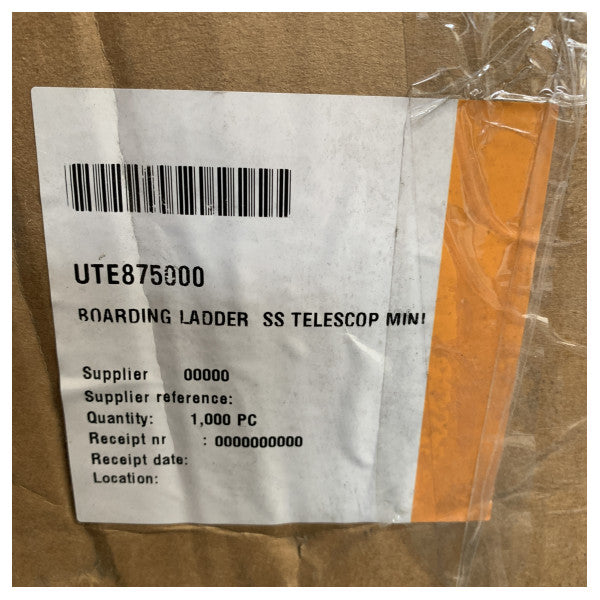 UTE875000
BOARDING LADDER SS TELESCOP MINI
Supplier 00000
Supplier reference:
Quantity: 1,000 PC
Receipt nr : 0000000000
Receipt date:
Location: